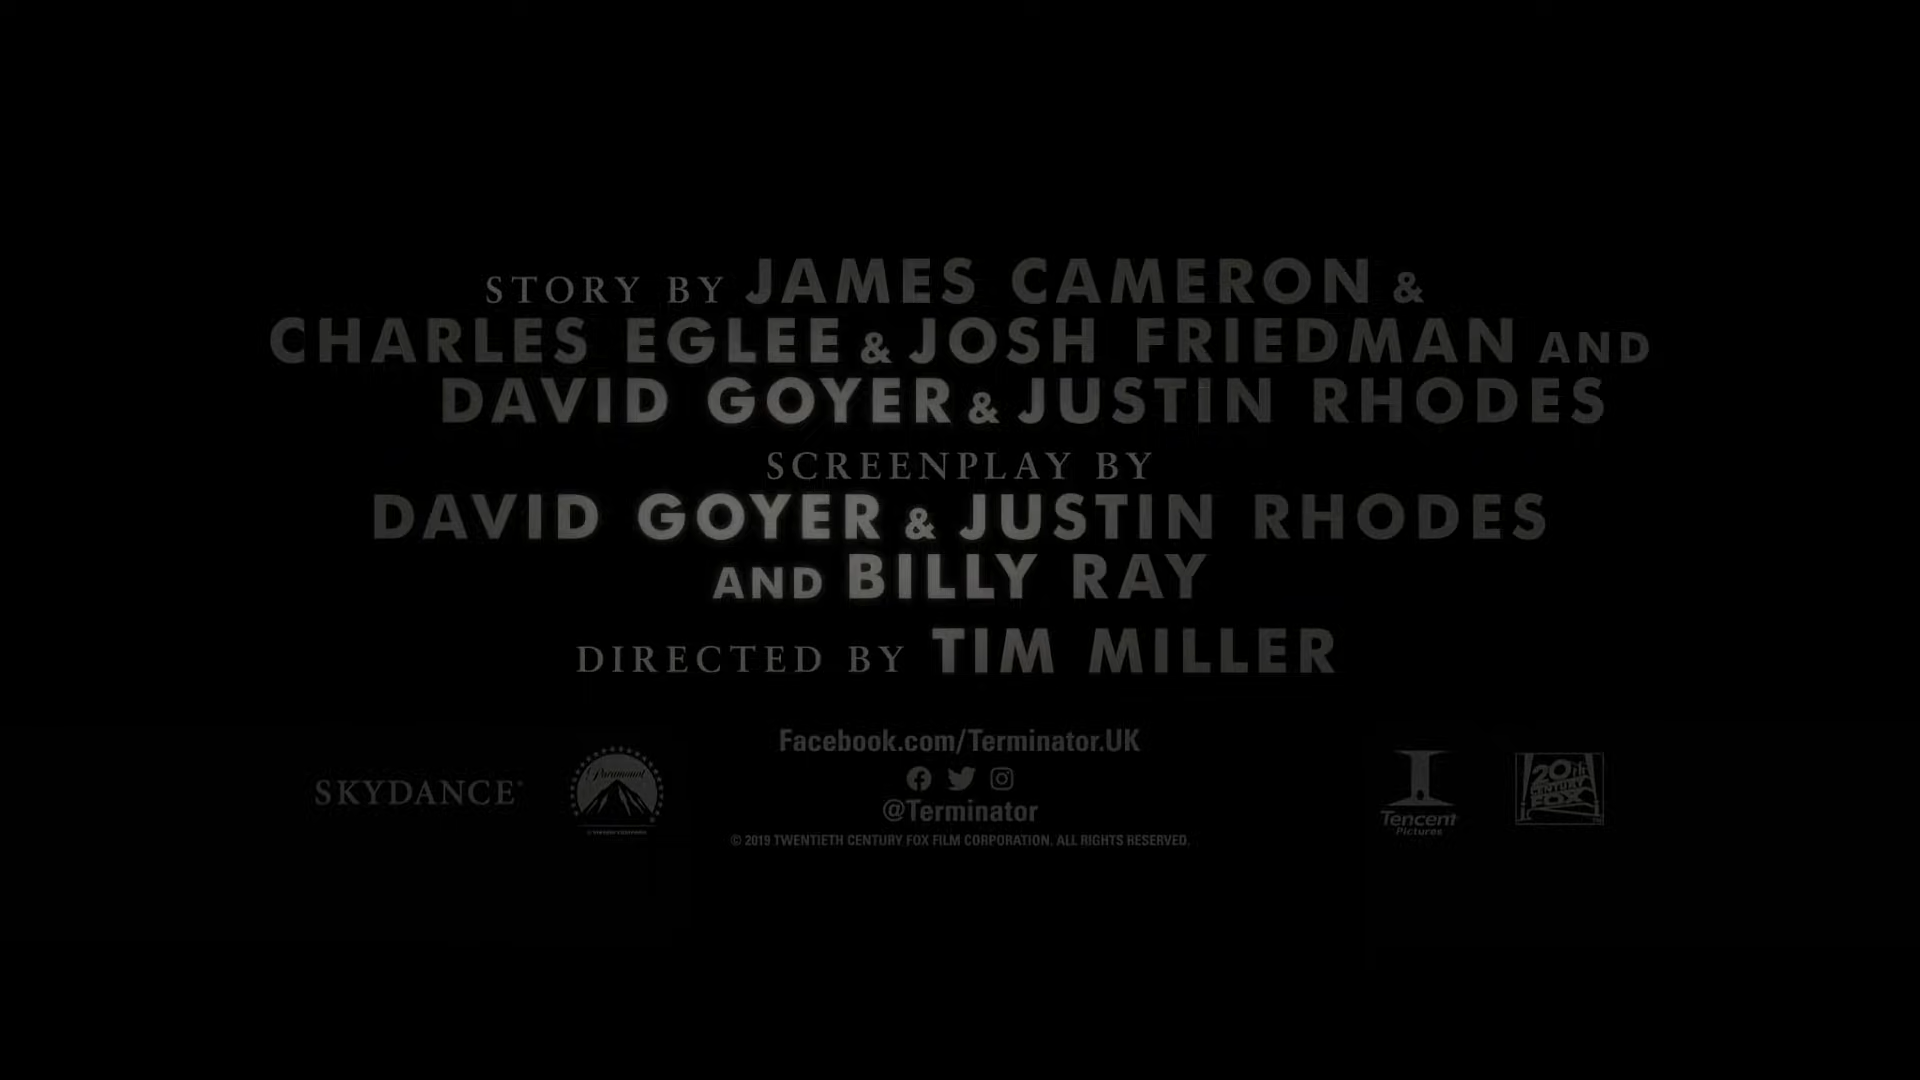 STORY BY JAMES CAMERON &
CHARLES EGLEE & JOSH FRIEDMAN AND
DAVID GOYER & JUSTIN RHODES
SCREENPLAY BY
DAVID GOYER & JUSTIN RHODES
AND BILLY RAY
DIRECTED BY TIM MILLER
Facebook.com/Terminator.UK
@Terminator
© 2019 TWENTIETH CENTURY FOX FILM CORPORATION. ALL RIGHTS RESERVED.
SKYDANCE
Paramount
Tencent
Pictures
20th
CENTURY
FOX